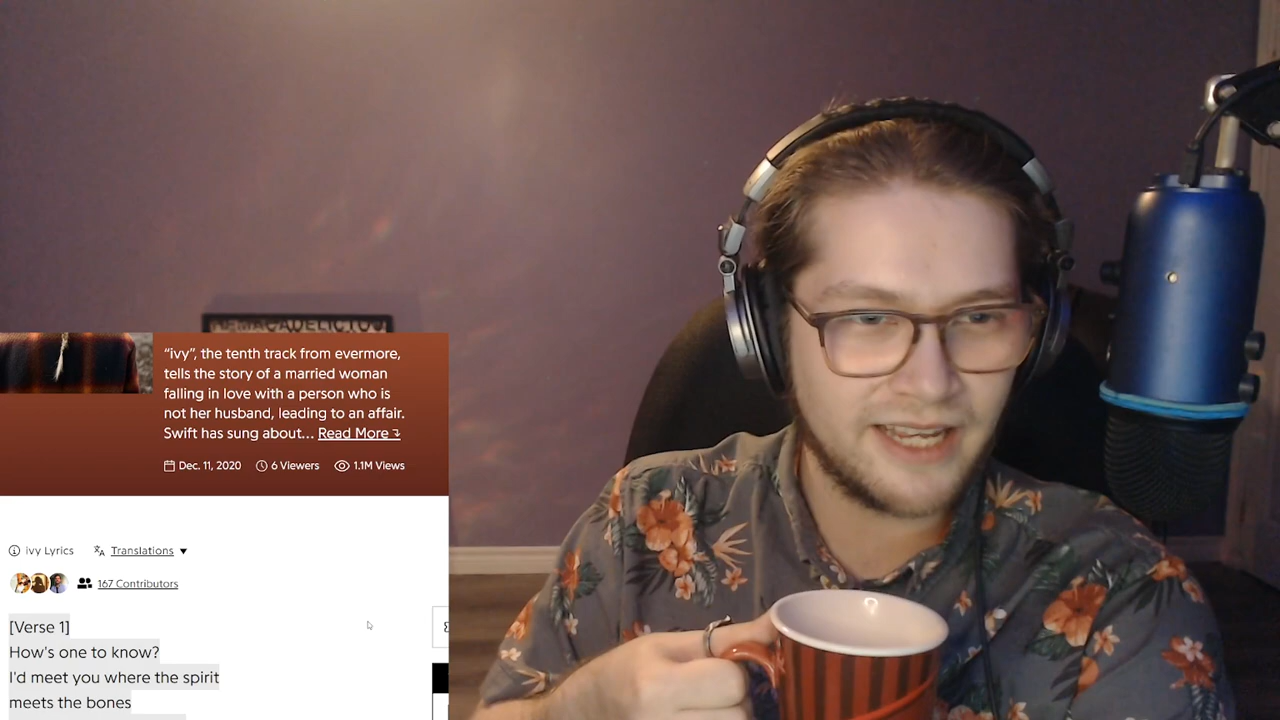 "ivy", the tenth track from evermore,
tells the story of a married woman
falling in love with a person who is
not her husband, leading to an affair.
Swift has sung about... Read More
Dec. 11, 2020 6 Viewers 1.1M Views
ivy Lyrics Translations
167 Contributors
[Verse 1]
How's one to know?
I'd meet you where the spirit
meets the bones